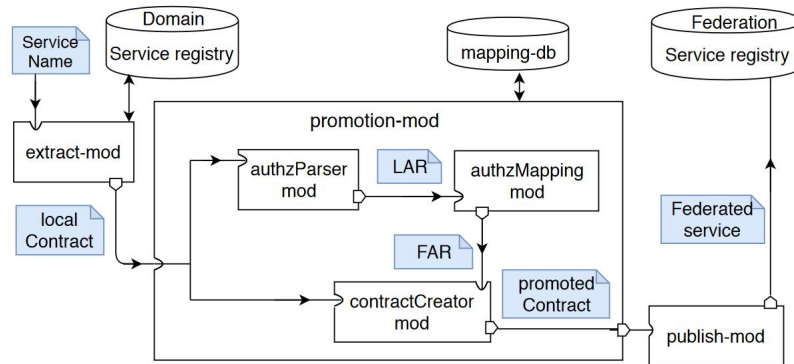 Service
Name
Domain
Service registry
mapping-db
Federation
Service registry
extract-mod
promotion-mod
authzParser
mod
LAR
authzMapping
mod
local
Contract
FAR
Federated
service
contractCreator
mod
promoted
Contract
publish-mod